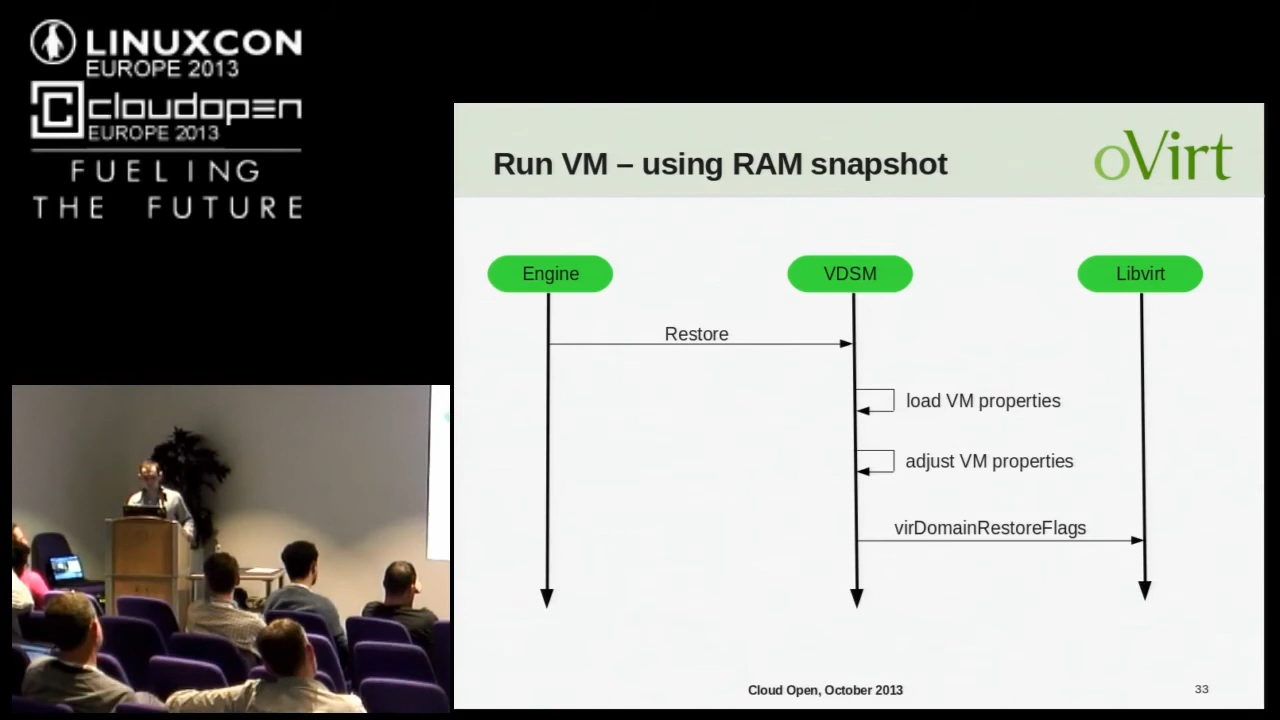 LINUXCON
EUROPE 2013
cloudopen
EUROPE 2013
FUELING
THE FUTURE
Run VM – using RAM snapshot
oVirt
Engine
VDSM
Libvirt
Restore
load VM properties
adjust VM properties
virDomainRestoreFlags
Cloud Open, October 2013
33